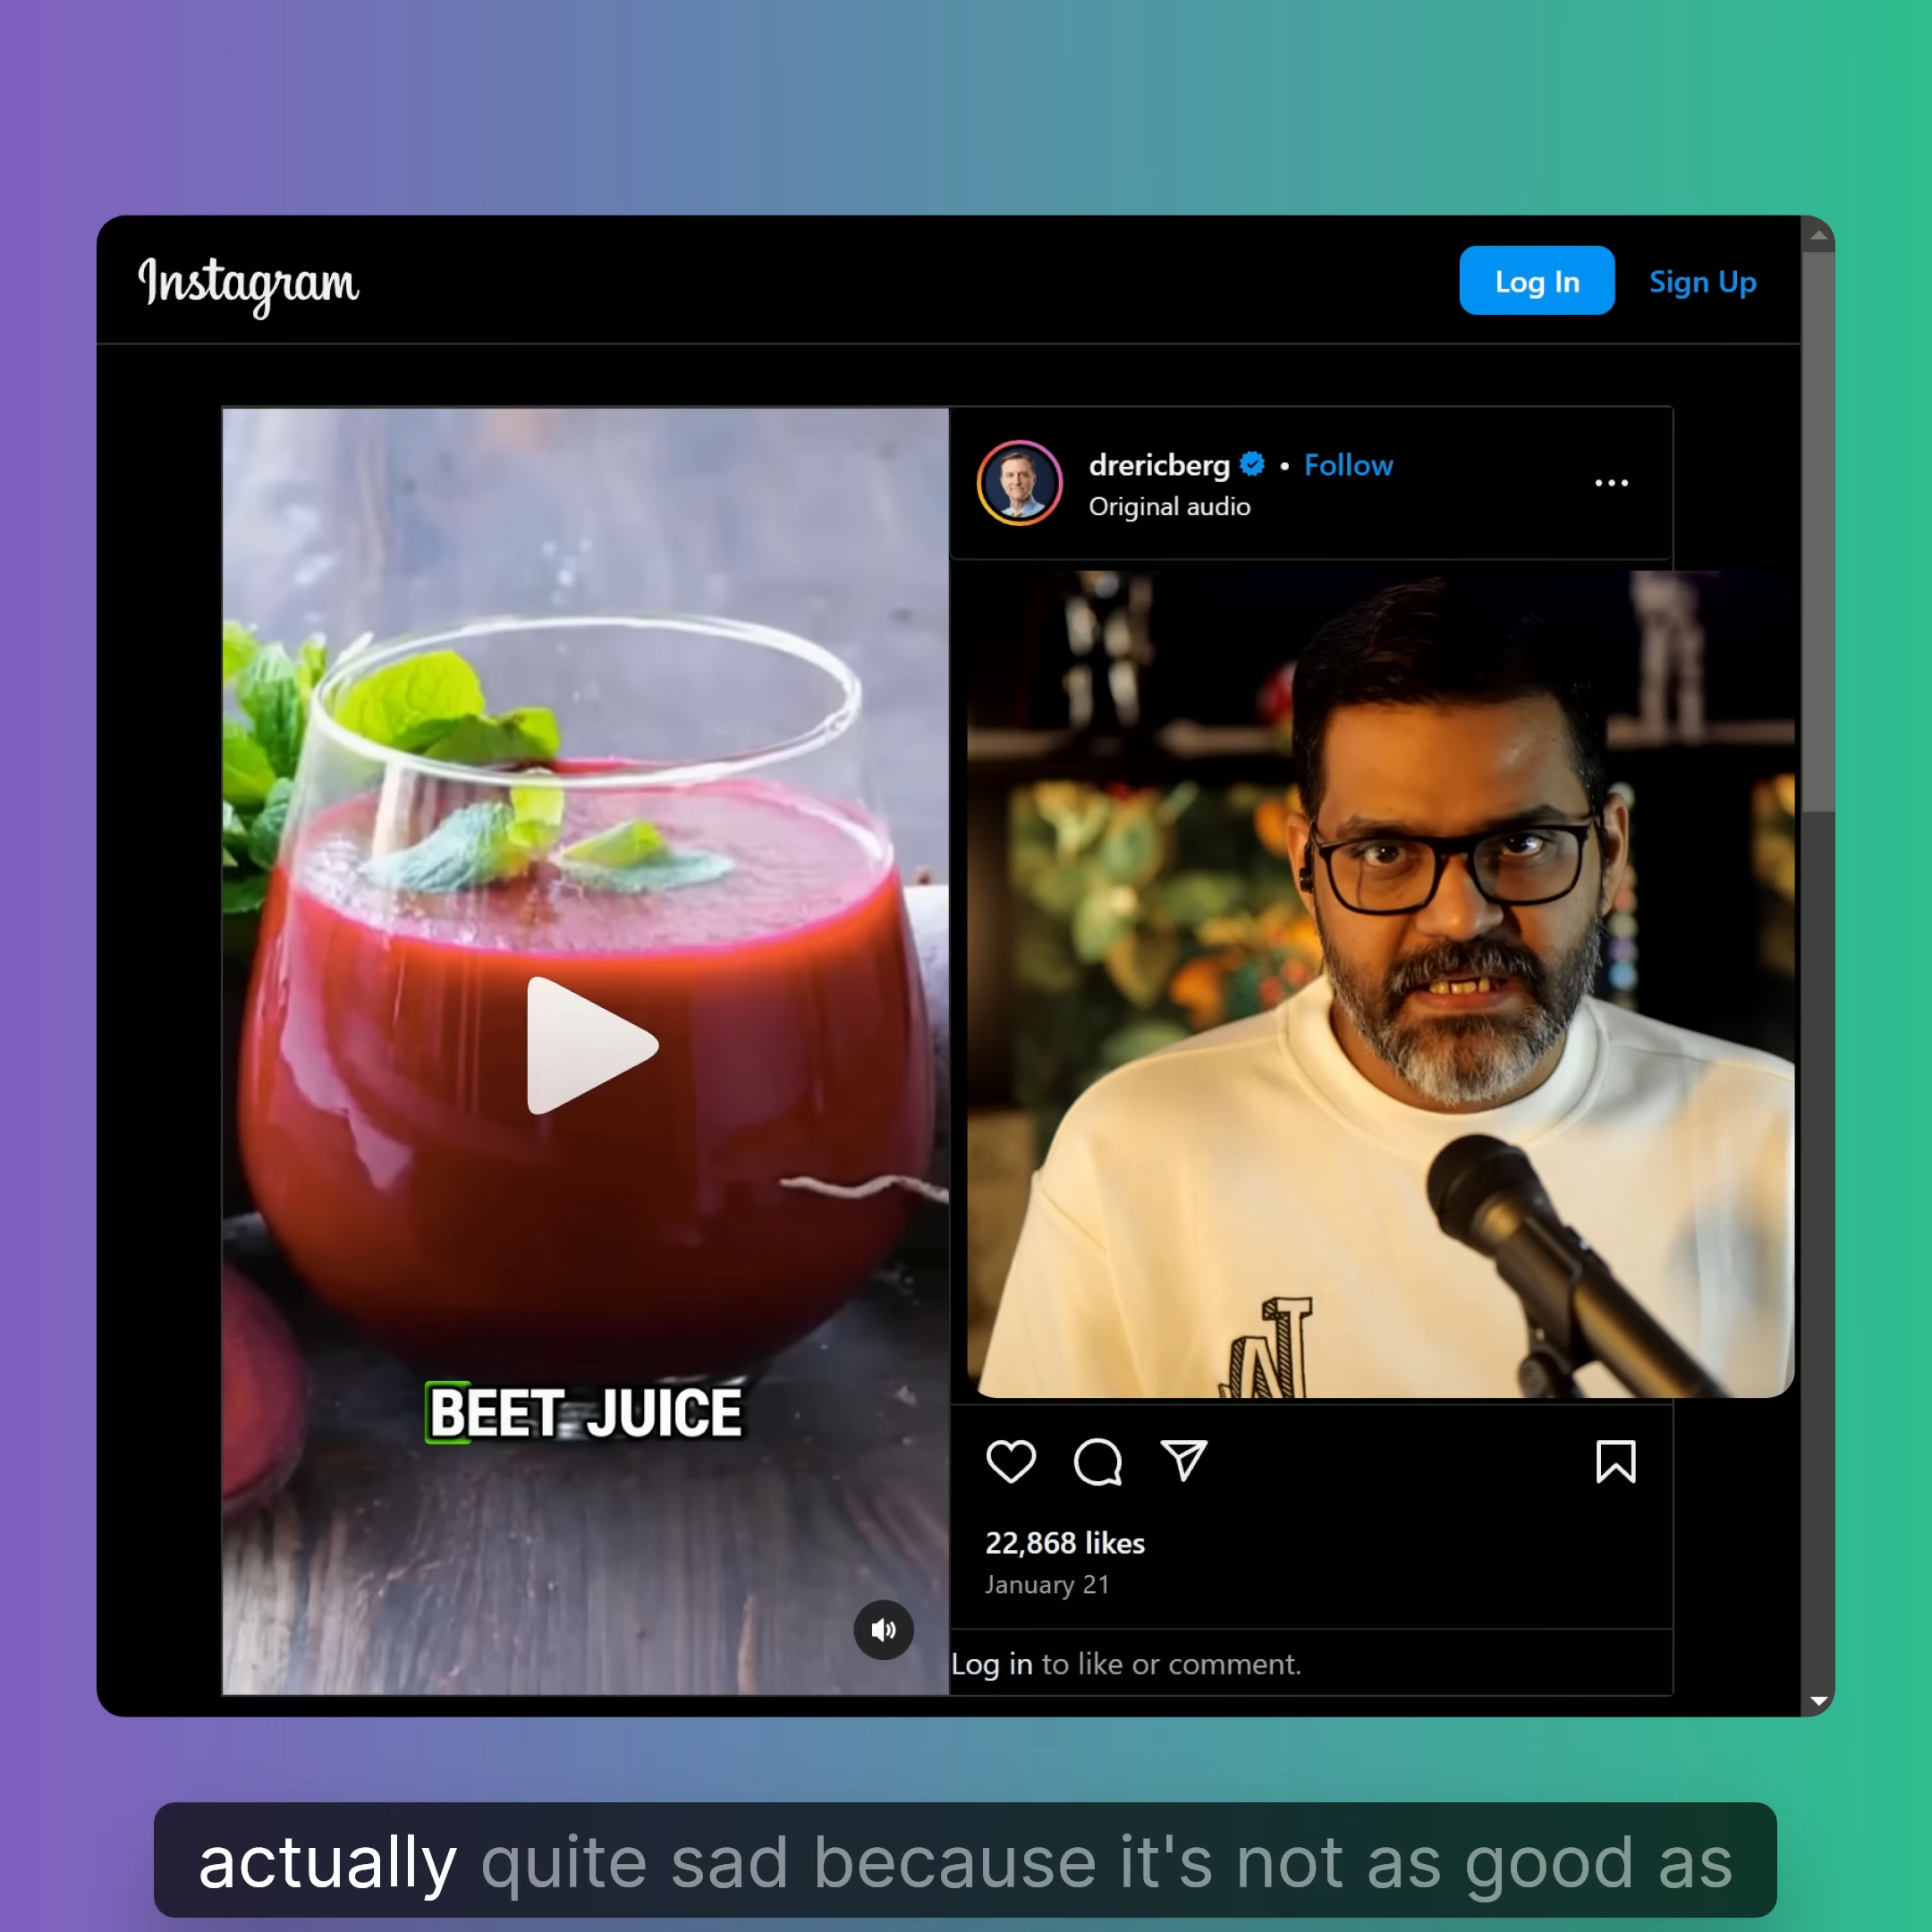 Instagram
Log In
Sign Up
drericberg • Follow
Original audio
BEET JUICE
22,868 likes
January 21
Log in to like or comment.
actually quite sad because it's not as good as